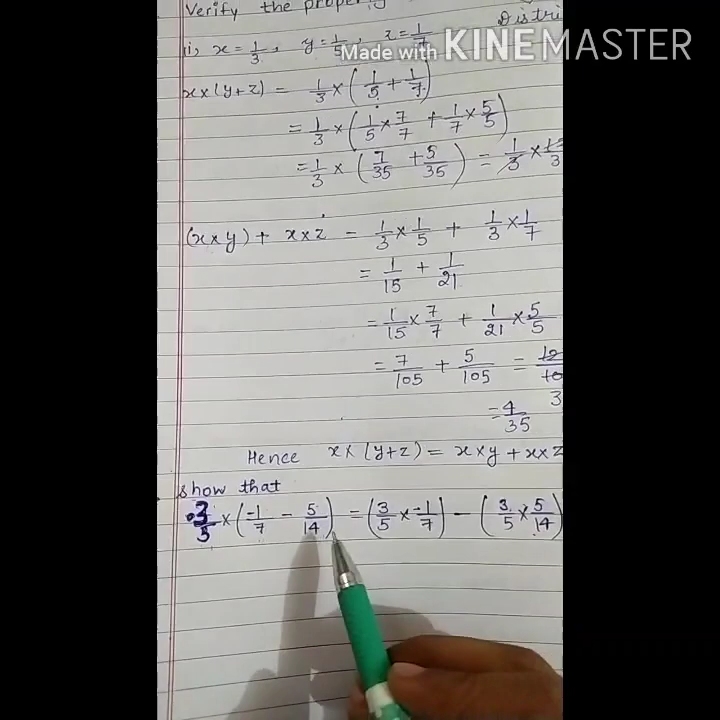 Verify the property
Distri
(i) x = 1/3, y = 1/5, z = 1/7
Made with KINEMASTER
x×(y+z) = 1/3 × (1/5 + 1/7)
= 1/3 × (1/5 × 7/7 + 1/7 × 5/5)
= 1/3 × (7/35 + 5/35) = 1/3 ×
(x×y) + x×z = 1/3 × 1/5 + 1/3 × 1/7
= 1/15 + 1/21
= 1/15 × 7/7 + 1/21 × 5/5
= 7/105 + 5/105 =
= 4/35
Hence x×(y+z) = x×y + x×z
show that
3/5 × (-1/7 - 5/14) = (3/5 × -1/7) - (3/5 × 5/14)